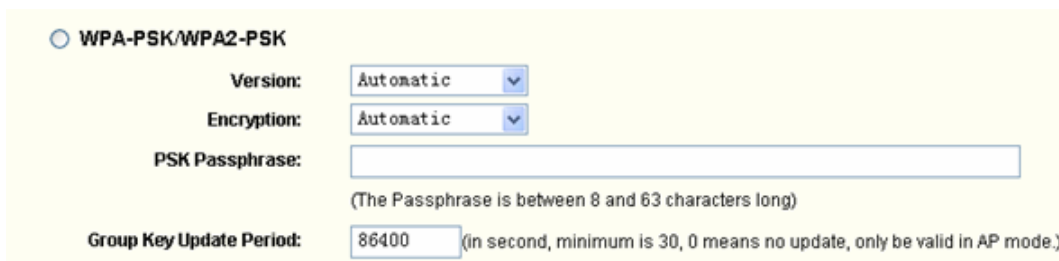 WPA-PSK/WPA2-PSK
Version: Automatic
Encryption: Automatic
PSK Passphrase:
(The Passphrase is between 8 and 63 characters long)
Group Key Update Period: 86400 (in second, minimum is 30, 0 means no update, only be valid in AP mode.)